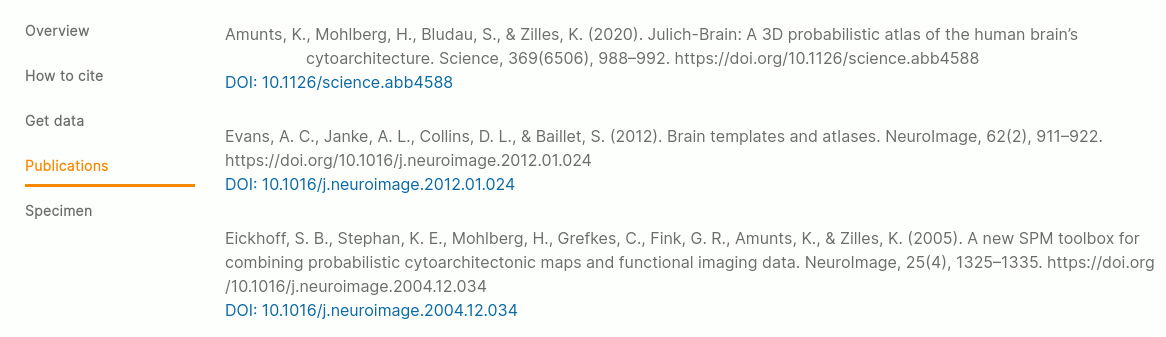 Overview
How to cite
Get data
Publications
Specimen
Amunts, K., Mohlberg, H., Bludau, S., & Zilles, K. (2020). Julich-Brain: A 3D probabilistic atlas of the human brain’s
cytoarchitecture. Science, 369(6506), 988–992. https://doi.org/10.1126/science.abb4588
DOI: 10.1126/science.abb4588
Evans, A. C., Janke, A. L., Collins, D. L., & Baillet, S. (2012). Brain templates and atlases. NeuroImage, 62(2), 911–922.
https://doi.org/10.1016/j.neuroimage.2012.01.024
DOI: 10.1016/j.neuroimage.2012.01.024
Eickhoff, S. B., Stephan, K. E., Mohlberg, H., Grefkes, C., Fink, G. R., Amunts, K., & Zilles, K. (2005). A new SPM toolbox for
combining probabilistic cytoarchitectonic maps and functional imaging data. NeuroImage, 25(4), 1325–1335. https://doi.org
/10.1016/j.neuroimage.2004.12.034
DOI: 10.1016/j.neuroimage.2004.12.034